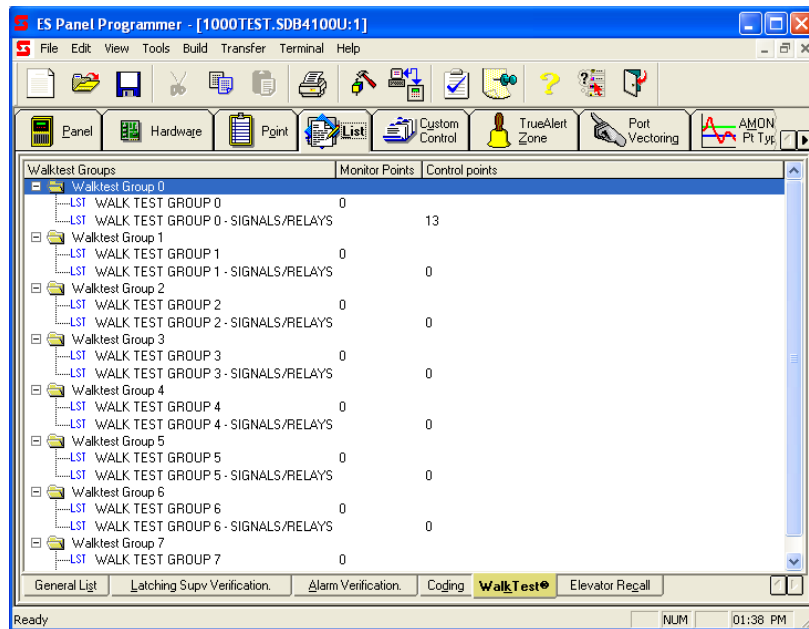 ES Panel Programmer - [1000TEST.SDB4100U:1]
File Edit View Tools Build Transfer Terminal Help
Panel Hardware Point List Custom Control TrueAlert Zone Port Vectoring AMON Pt Typ
Walktest Groups Monitor Points Control points
Walktest Group 0
LST WALK TEST GROUP 0 0
LST WALK TEST GROUP 0 - SIGNALS/RELAYS 13
Walktest Group 1
LST WALK TEST GROUP 1 0
LST WALK TEST GROUP 1 - SIGNALS/RELAYS 0
Walktest Group 2
LST WALK TEST GROUP 2 0
LST WALK TEST GROUP 2 - SIGNALS/RELAYS 0
Walktest Group 3
LST WALK TEST GROUP 3 0
LST WALK TEST GROUP 3 - SIGNALS/RELAYS 0
Walktest Group 4
LST WALK TEST GROUP 4 0
LST WALK TEST GROUP 4 - SIGNALS/RELAYS 0
Walktest Group 5
LST WALK TEST GROUP 5 0
LST WALK TEST GROUP 5 - SIGNALS/RELAYS 0
Walktest Group 6
LST WALK TEST GROUP 6 0
LST WALK TEST GROUP 6 - SIGNALS/RELAYS 0
Walktest Group 7
LST WALK TEST GROUP 7 0
General List Latching Supv Verification. Alarm Verification. Coding WalkTest® Elevator Recall
Ready NUM 01:38 PM